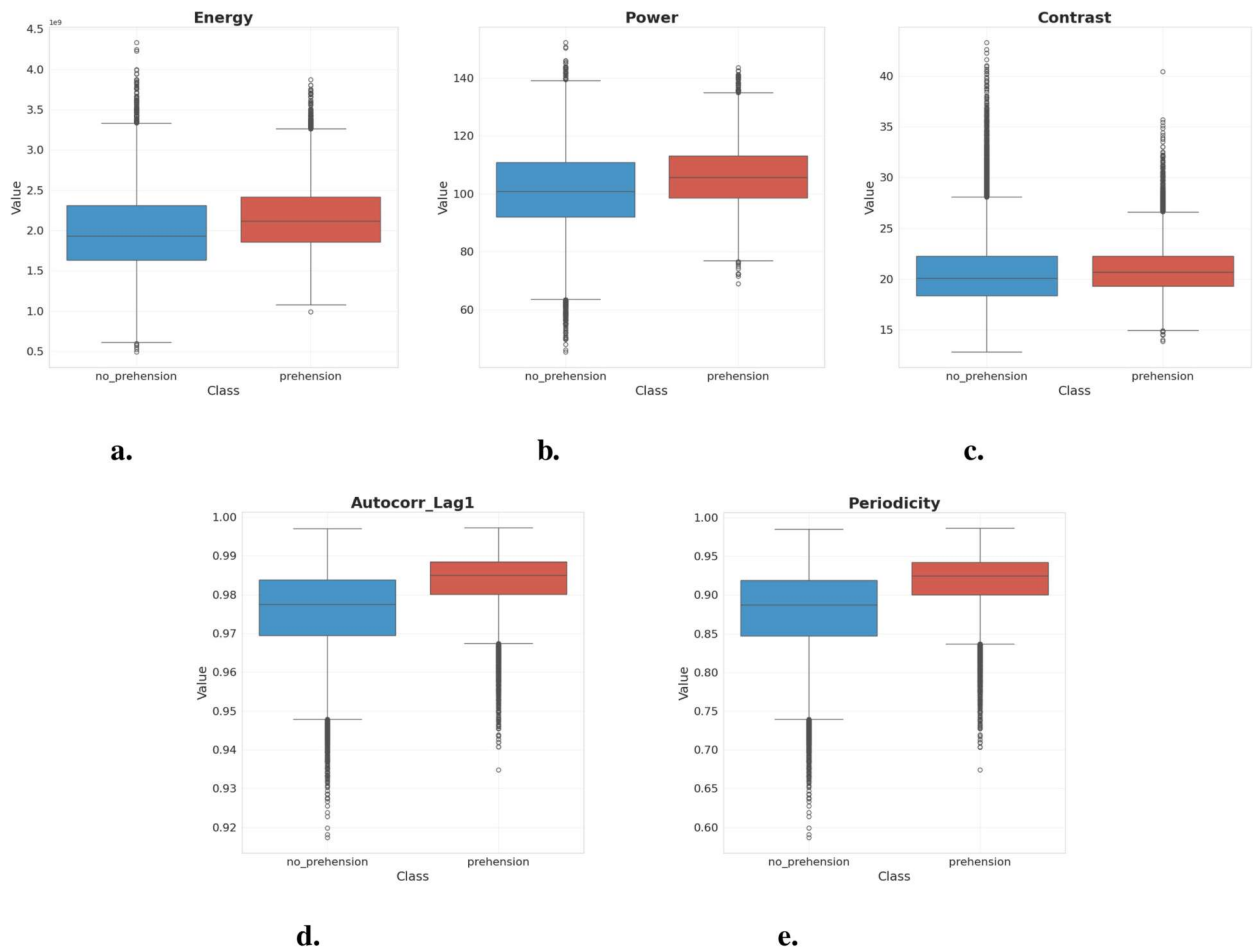 Energy
1e9
4.5
4.0
3.5
3.0
2.5
2.0
1.5
1.0
0.5
Value
no_prehension prehension
Class
a.
Power
140
120
100
80
60
Value
no_prehension prehension
Class
b.
Contrast
40
35
30
25
20
15
Value
no_prehension prehension
Class
c.
Autocorr_Lag1
1.00
0.99
0.98
0.97
0.96
0.95
0.94
0.93
0.92
Value
no_prehension prehension
Class
d.
Periodicity
1.00
0.95
0.90
0.85
0.80
0.75
0.70
0.65
0.60
Value
no_prehension prehension
Class
e.